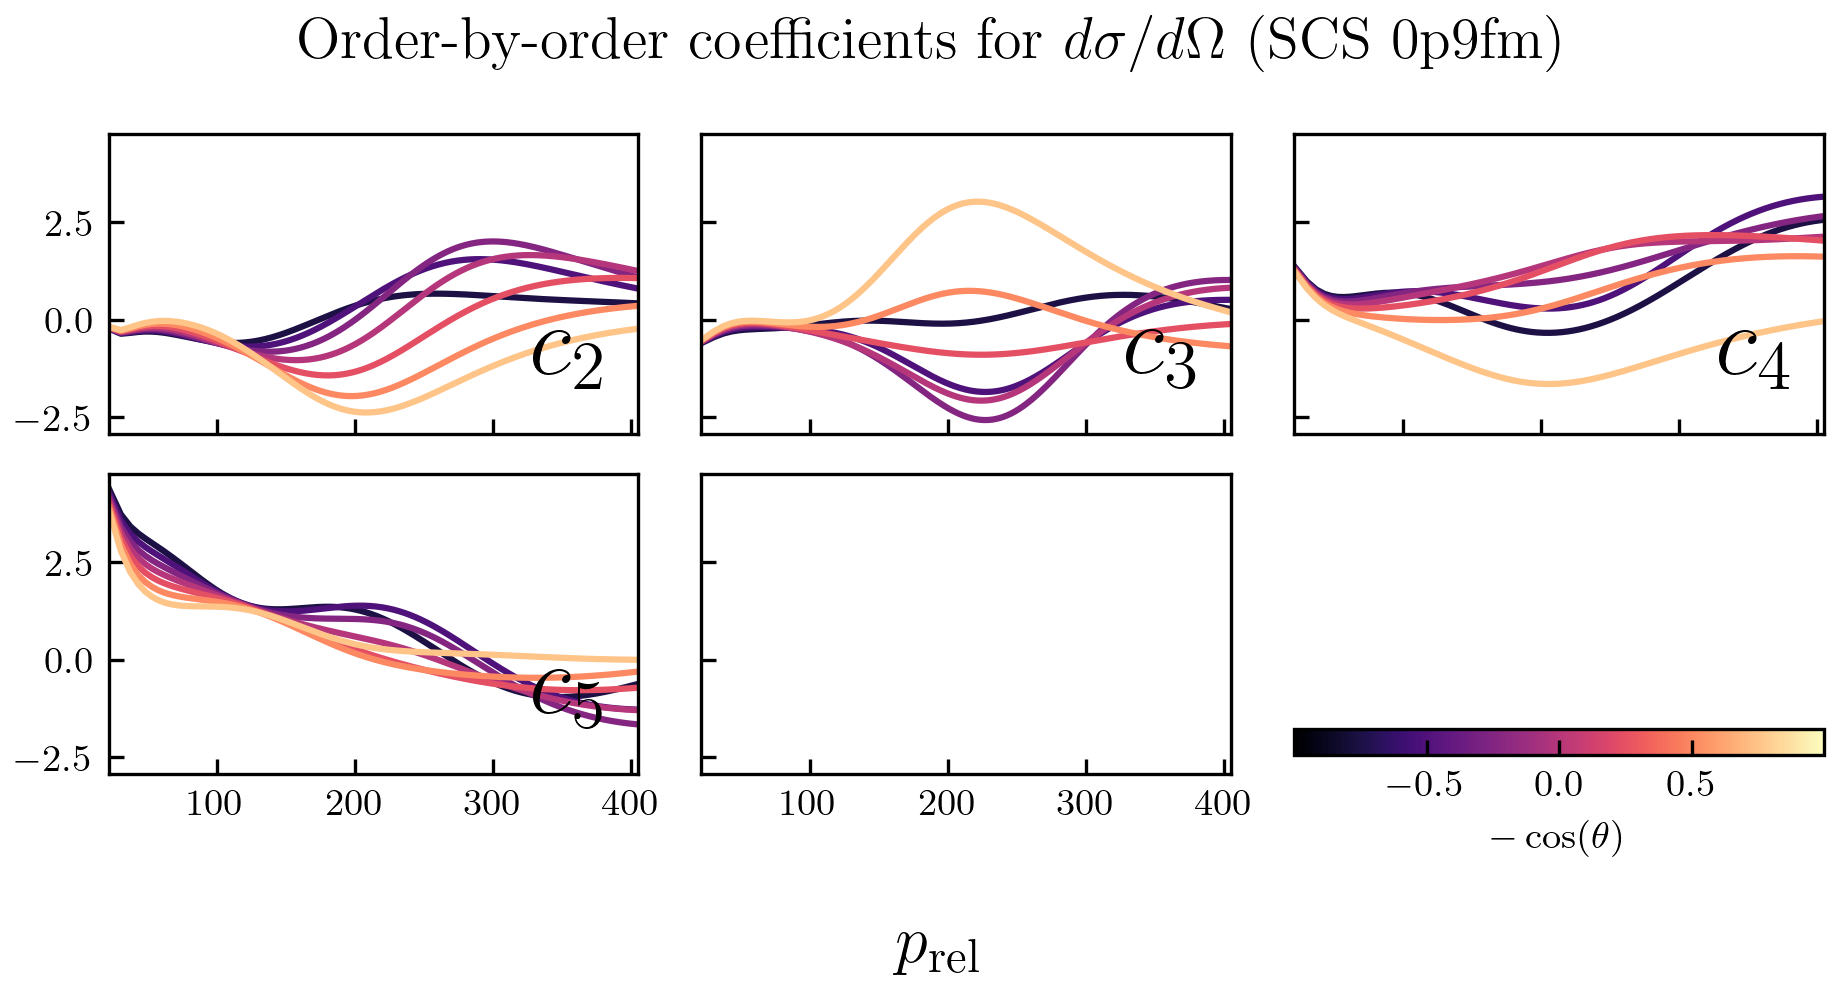 Order-by-order coefficients for dσ/dΩ (SCS 0p9fm)
2.5
0.0
−2.5
c2
c3
c4
2.5
0.0
−2.5
c5
100 200 300 400
100 200 300 400
−0.5 0.0 0.5
− cos(θ)
prel